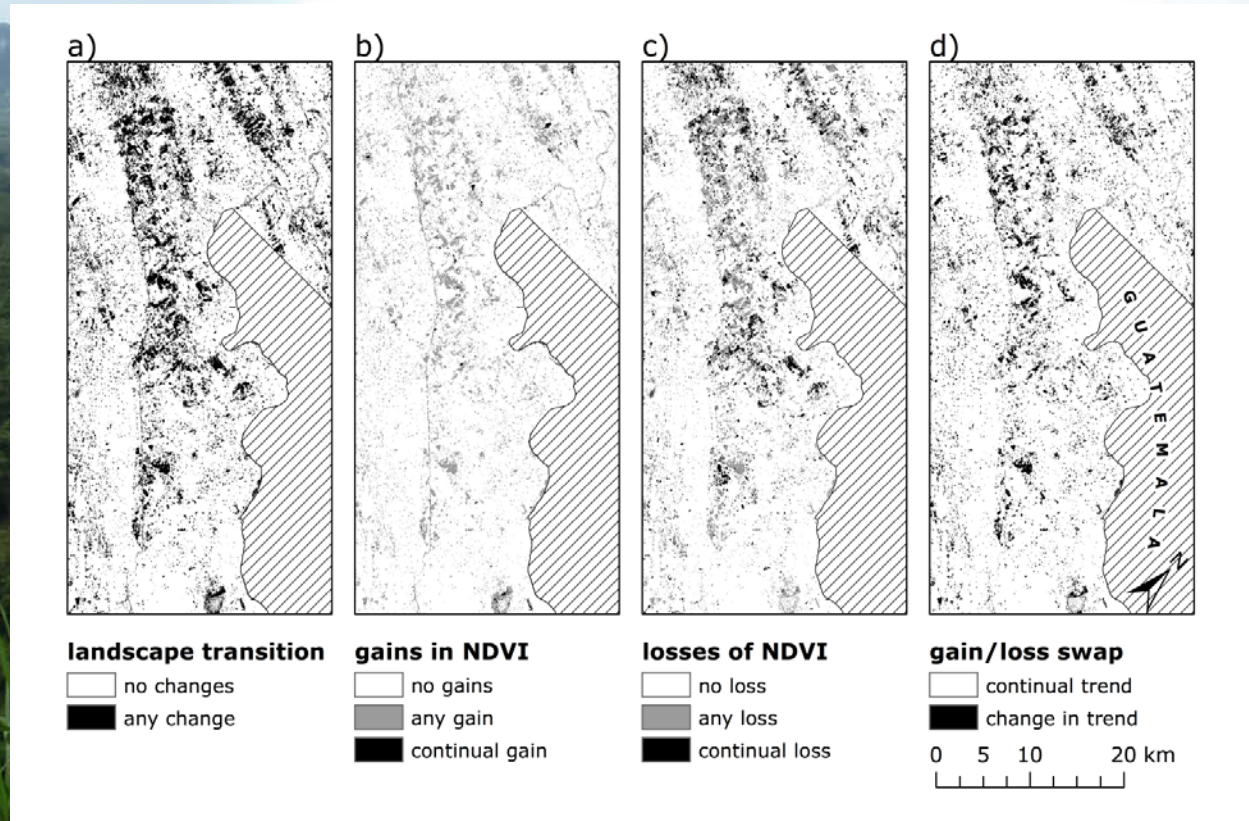 a) b) c) d)
GUATEMALA
N
landscape transition
no changes
any change
gains in NDVI
no gains
any gain
continual gain
losses of NDVI
no loss
any loss
continual loss
gain/loss swap
continual trend
change in trend
0 5 10 20 km